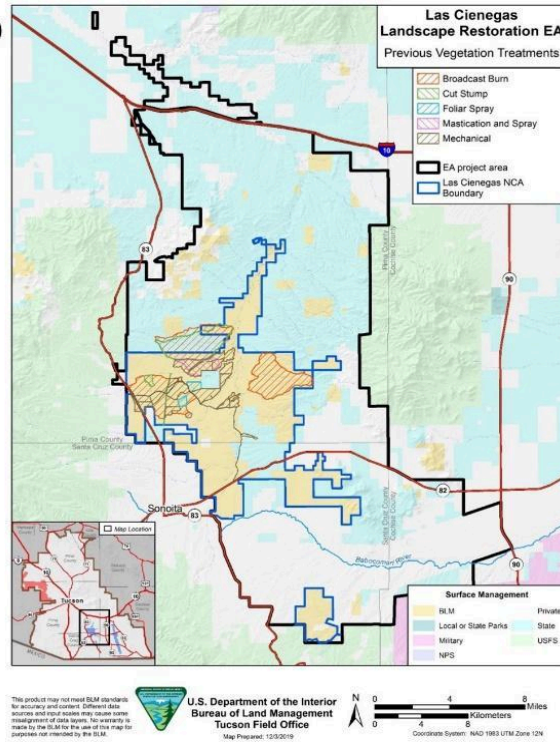 Las Cienegas
Landscape Restoration EA
Previous Vegetation Treatments
Broadcast Burn
Cut Stump
Foliar Spray
Mastication and Spray
Mechanical
EA project area
Las Cienegas NCA
Boundary
10
83
90
Pima County
Cochise County
Pima County
Santa Cruz County
Sonoita
83
82
Santa Cruz County
Cochise County
Babocomari River
90
Map Location
Tucson
MEXICO
Surface Management
BLM
Local or State Parks
Military
NPS
Private
State
USFS
This product may not meet BLM standards
for accuracy and content. Different data
sources and input scales may cause some
misalignment of data layers. No warranty is
made by the BLM for the use of this map for
purposes not intended by the BLM.
U.S. Department of the Interior
Bureau of Land Management
Tucson Field Office
Map Prepared: 12/3/2019
N
0 4 8
Miles
0 4 8
Kilometers
Coordinate System: NAD 1983 UTM Zone 12N